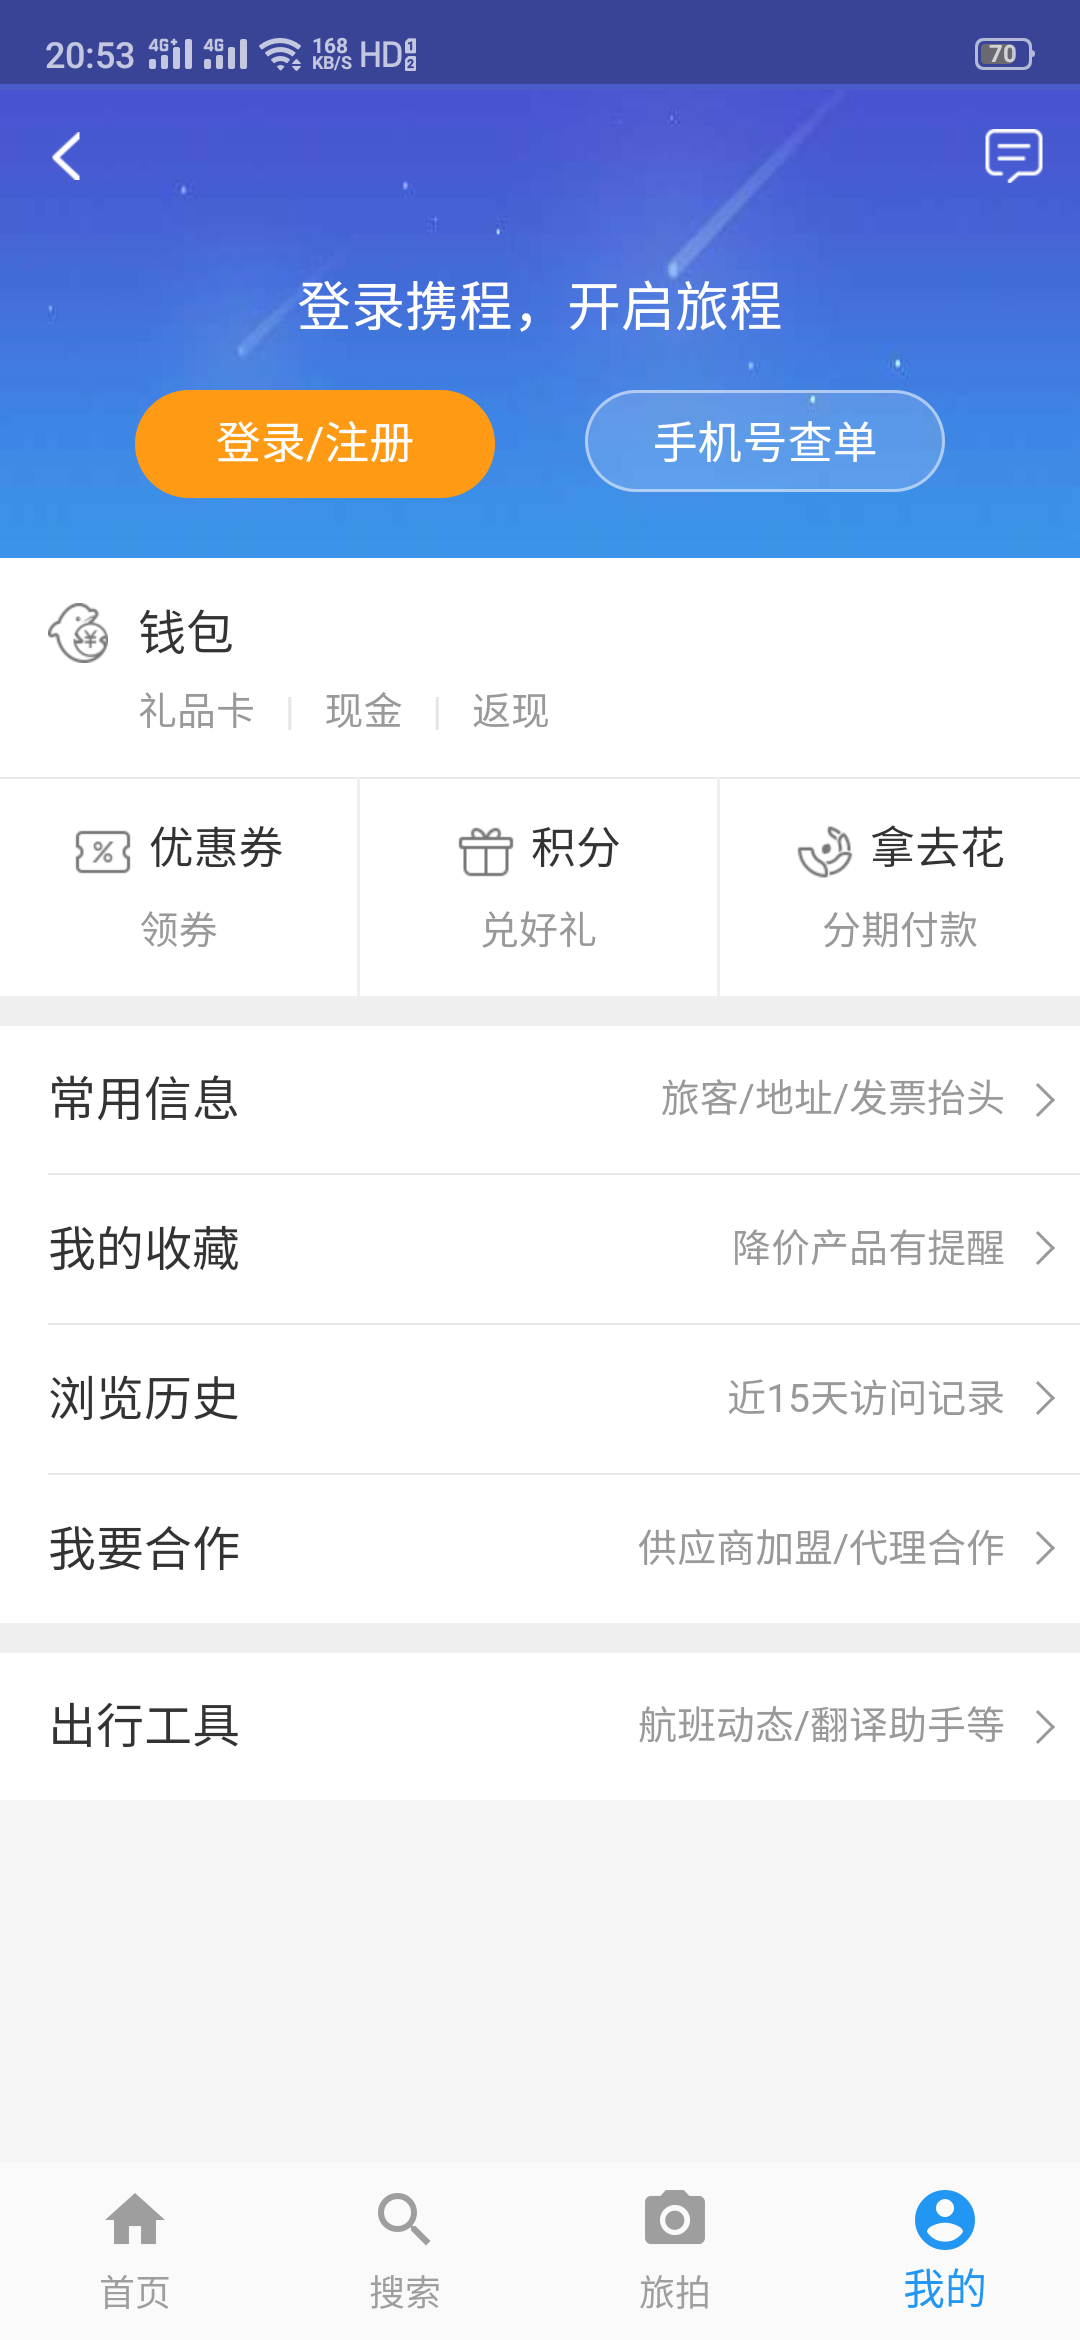 20:53 4G+ 4G 168 KB/S HD 1 2 70
登录携程，开启旅程
登录/注册 手机号查单
钱包
礼品卡 | 现金 | 返现
优惠券 积分 拿去花
领券 兑好礼 分期付款
常用信息 旅客/地址/发票抬头
我的收藏 降价产品有提醒
浏览历史 近15天访问记录
我要合作 供应商加盟/代理合作
出行工具 航班动态/翻译助手等
首页 搜索 旅拍 我的